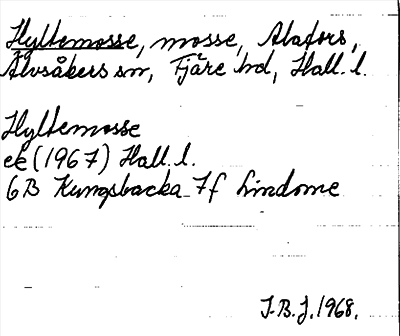 Hyltemosse, mosse, Alafors,
Älvsåkers sn, Fjäre hd, Hall. l.
Hyltemosse
ek (1967) Hall. l.
6B Kungsbacka 7f Lindome
J.B.J. 1968.